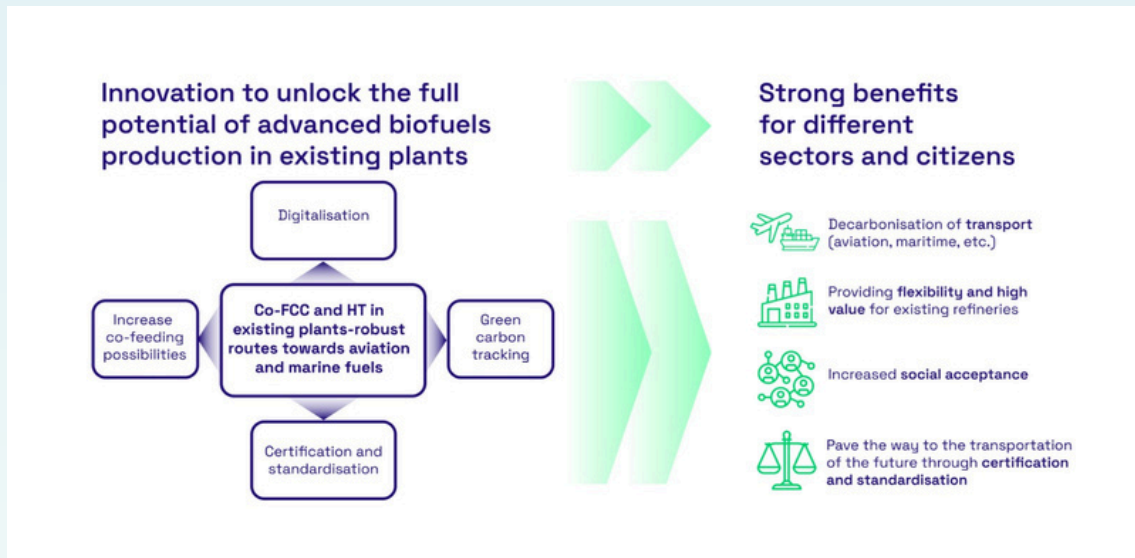 Innovation to unlock the full
potential of advanced biofuels
production in existing plants
Digitalisation
Increase
co-feeding
possibilities
Co-FCC and HT in
existing plants-robust
routes towards aviation
and marine fuels
Green
carbon
tracking
Certification and
standardisation
Strong benefits
for different
sectors and citizens
Decarbonisation of transport
(aviation, maritime, etc.)
Providing flexibility and high
value for existing refineries
Increased social acceptance
Pave the way to the transportation
of the future through certification
and standardisation